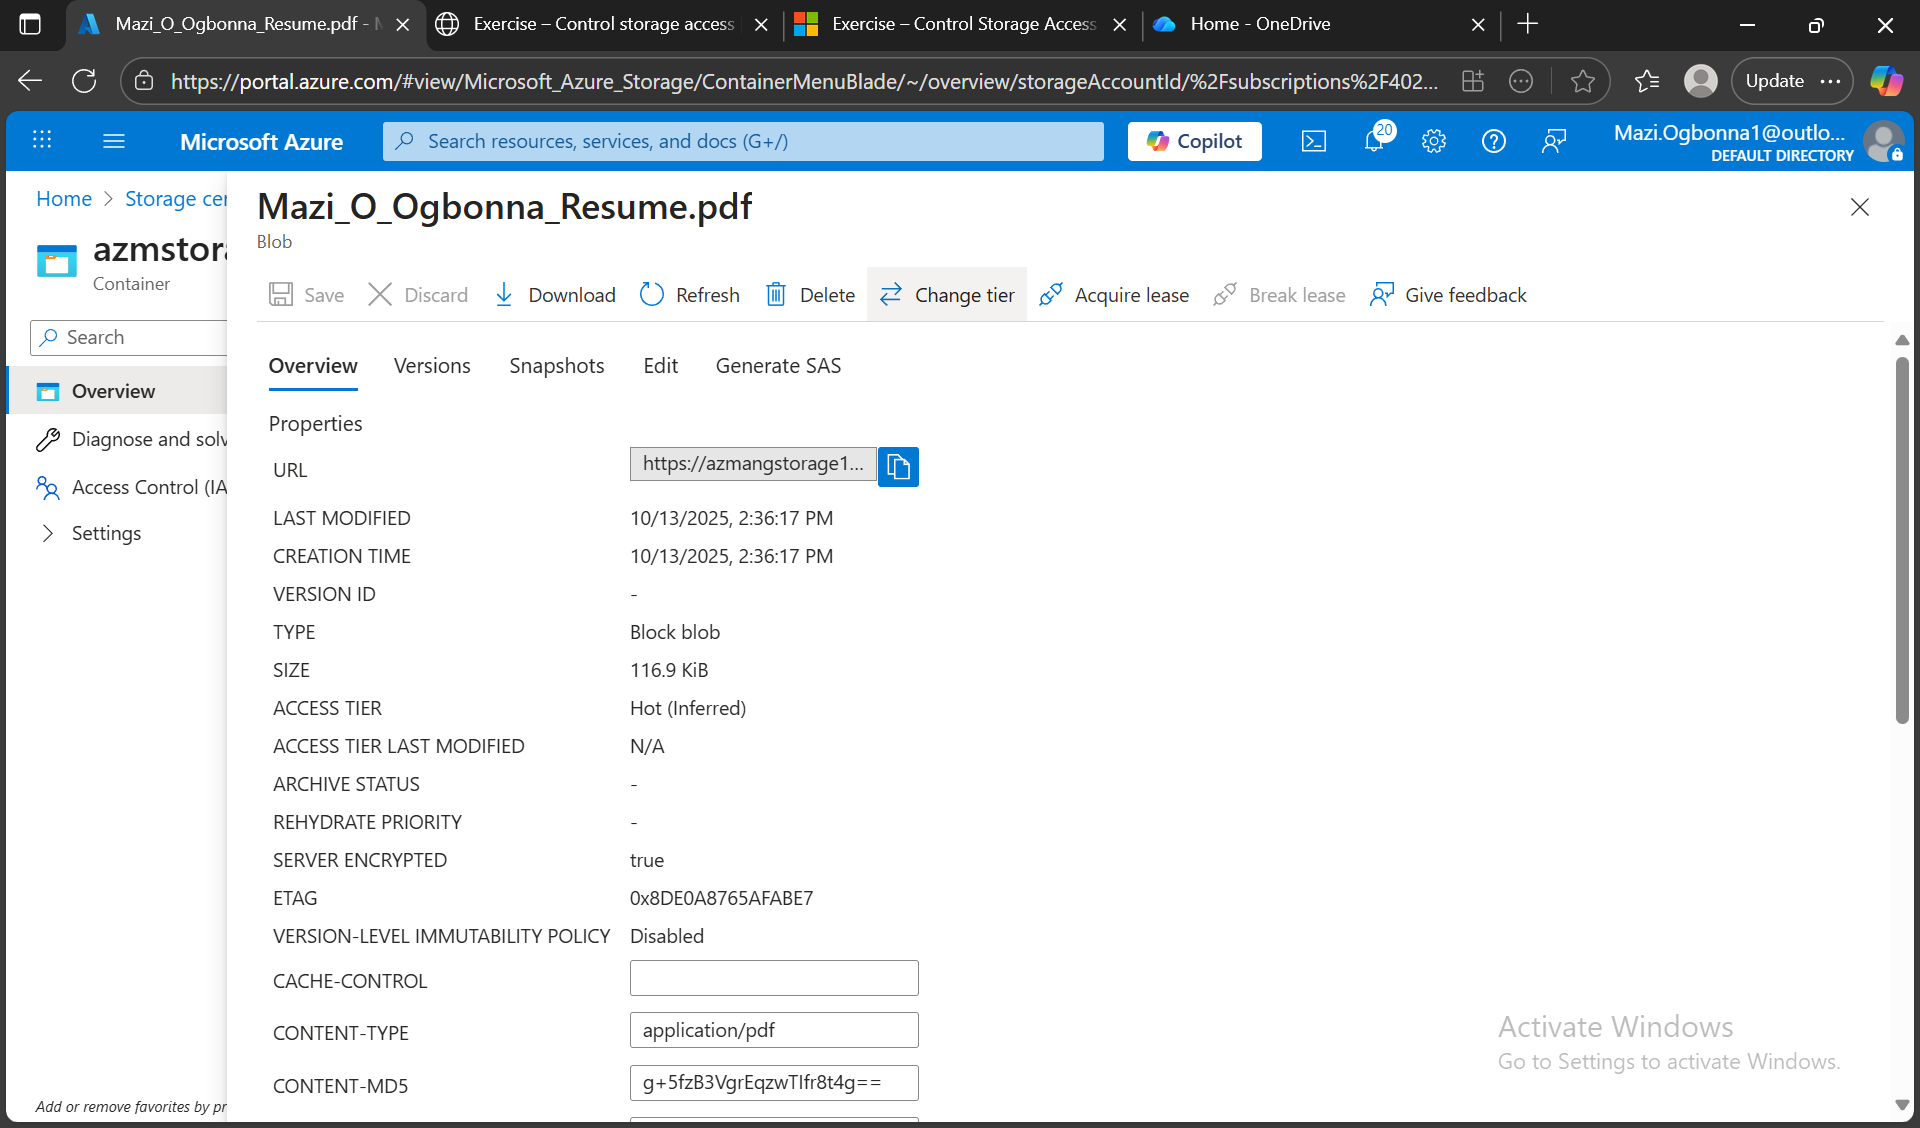 Mazi_O_Ogbonna_Resume.pdf - M
Exercise – Control storage access
Exercise – Control Storage Access
Home - OneDrive
https://portal.azure.com/#view/Microsoft_Azure_Storage/ContainerMenuBlade/~/overview/storageAccountId/%2Fsubscriptions%2F402...
Update
Microsoft Azure
Search resources, services, and docs (G+/)
Copilot
20
Mazi.Ogbonna1@outlo...
DEFAULT DIRECTORY
Home > Storage cen
azmstora
Container
Search
Overview
Diagnose and solv
Access Control (IA
Settings
Add or remove favorites by pr
Mazi_O_Ogbonna_Resume.pdf
Blob
Save Discard Download Refresh Delete Change tier Acquire lease Break lease Give feedback
Overview Versions Snapshots Edit Generate SAS
Properties
URL https://azmangstorage1...
LAST MODIFIED 10/13/2025, 2:36:17 PM
CREATION TIME 10/13/2025, 2:36:17 PM
VERSION ID -
TYPE Block blob
SIZE 116.9 KiB
ACCESS TIER Hot (Inferred)
ACCESS TIER LAST MODIFIED N/A
ARCHIVE STATUS -
REHYDRATE PRIORITY -
SERVER ENCRYPTED true
ETAG 0x8DE0A8765AFABE7
VERSION-LEVEL IMMUTABILITY POLICY Disabled
CACHE-CONTROL
CONTENT-TYPE application/pdf
CONTENT-MD5 g+5fzB3VgrEqzwTIfr8t4g==
Activate Windows
Go to Settings to activate Windows.